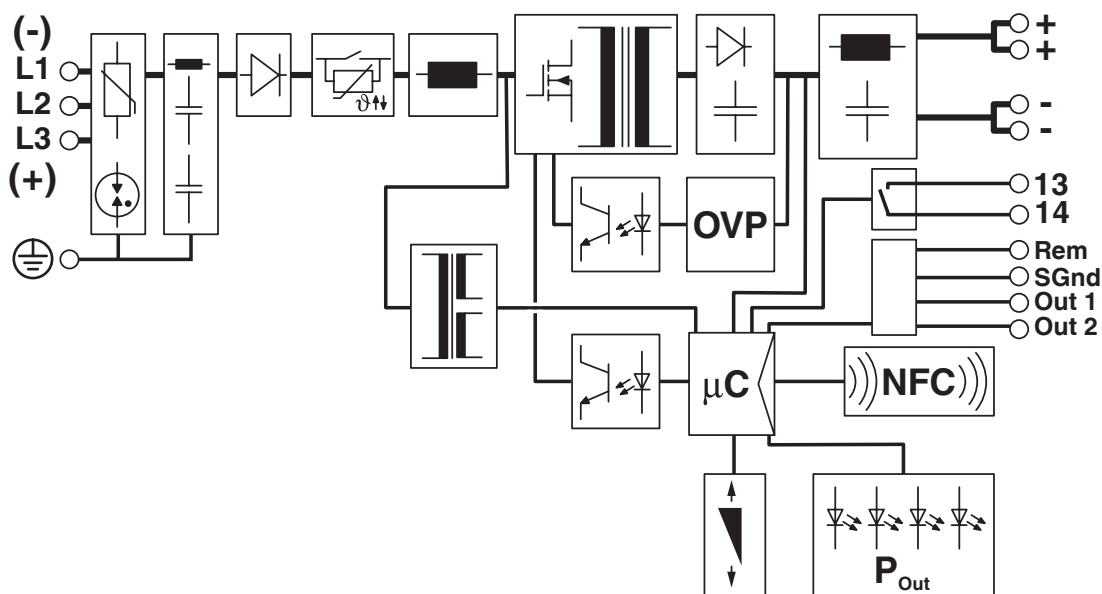 (-)
L1
L2
L3
(+)
ϑ
+
+
-
-
13
14
OVP
Rem
SGnd
Out 1
Out 2
µC
NFC
P Out